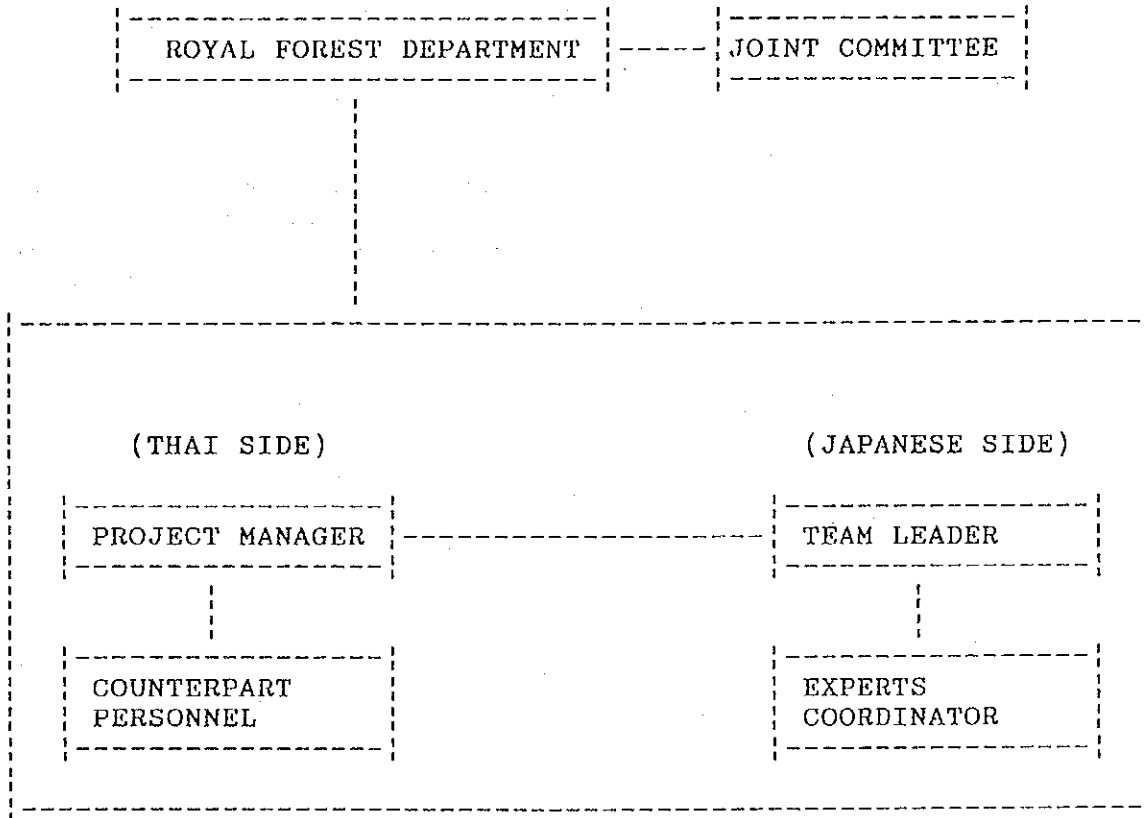 ROYAL FOREST DEPARTMENT
JOINT COMMITTEE
(THAI SIDE)
(JAPANESE SIDE)
PROJECT MANAGER
TEAM LEADER
COUNTERPART
PERSONNEL
EXPERTS
COORDINATOR